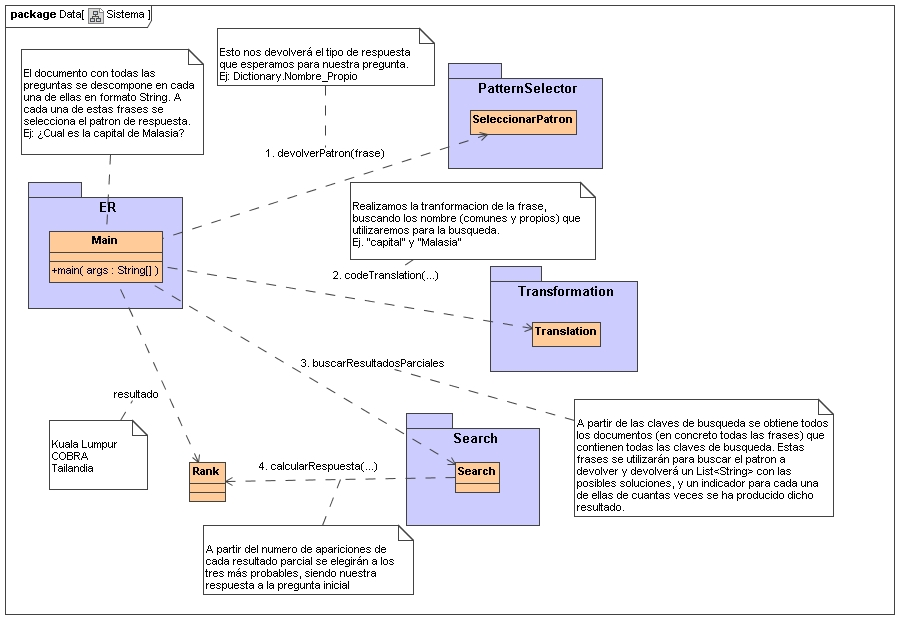 package Data[ Sistema ]
Esto nos devolverá el tipo de respuesta
que esperamos para nuestra pregunta.
Ej: Dictionary.Nombre_Propio
El documento con todas las
preguntas se descompone en cada
una de ellas en formato String. A
cada una de estas frases se
selecciona el patron de respuesta.
Ej: ¿Cual es la capital de Malasia?
PatternSelector
SeleccionarPatron
1. devolverPatron(frase)
ER
Main
+main( args : String[] )
Realizamos la tranformacion de la frase,
buscando los nombre (comunes y propios) que
utilizaremos para la busqueda.
Ej. "capital" y "Malasia"
2. codeTranslation(...)
Transformation
Translation
3. buscarResultadosParciales
resultado
Kuala Lumpur
COBRA
Tailandia
Rank
4. calcularRespuesta(...)
Search
Search
A partir de las claves de busqueda se obtiene todos
los documentos (en concreto todas las frases) que
contienen todas las claves de busqueda. Estas
frases se utilizarán para buscar el patron a
devolver y devolverá un List<String> con las
posibles soluciones, y un indicador para cada una
de ellas de cuantas veces se ha producido dicho
resultado.
A partir del numero de apariciones de
cada resultado parcial se elegirán a los
tres más probables, siendo nuestra
respuesta a la pregunta inicial